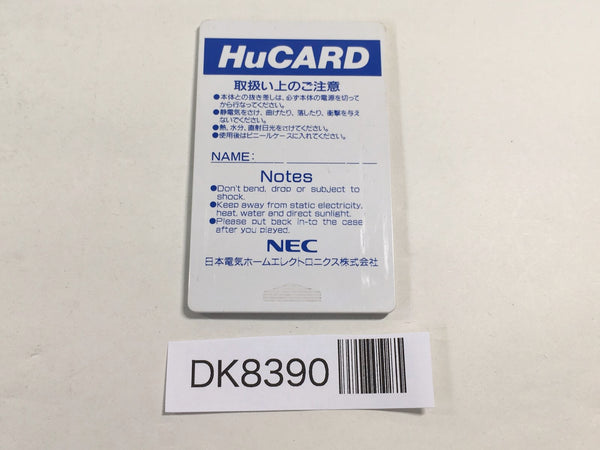 HuCARD
取扱い上のご注意
●本体との抜き差しは、必ず本体の電源を切って
から行なってください。
●静電気をさけ、曲げたり、落したり、衝撃を与え
ないでください。
●熱、水分、直射日光をさけてください。
●使用後はビニールケースに入れてください。
NAME:
Notes
●Don't bend, drop or subject to
shock.
●Keep away from static electricity,
heat, water and direct sunlight.
●Please put back in-to the case
after you played.
NEC
日本電気ホームエレクトロニクス株式会社
DK8390